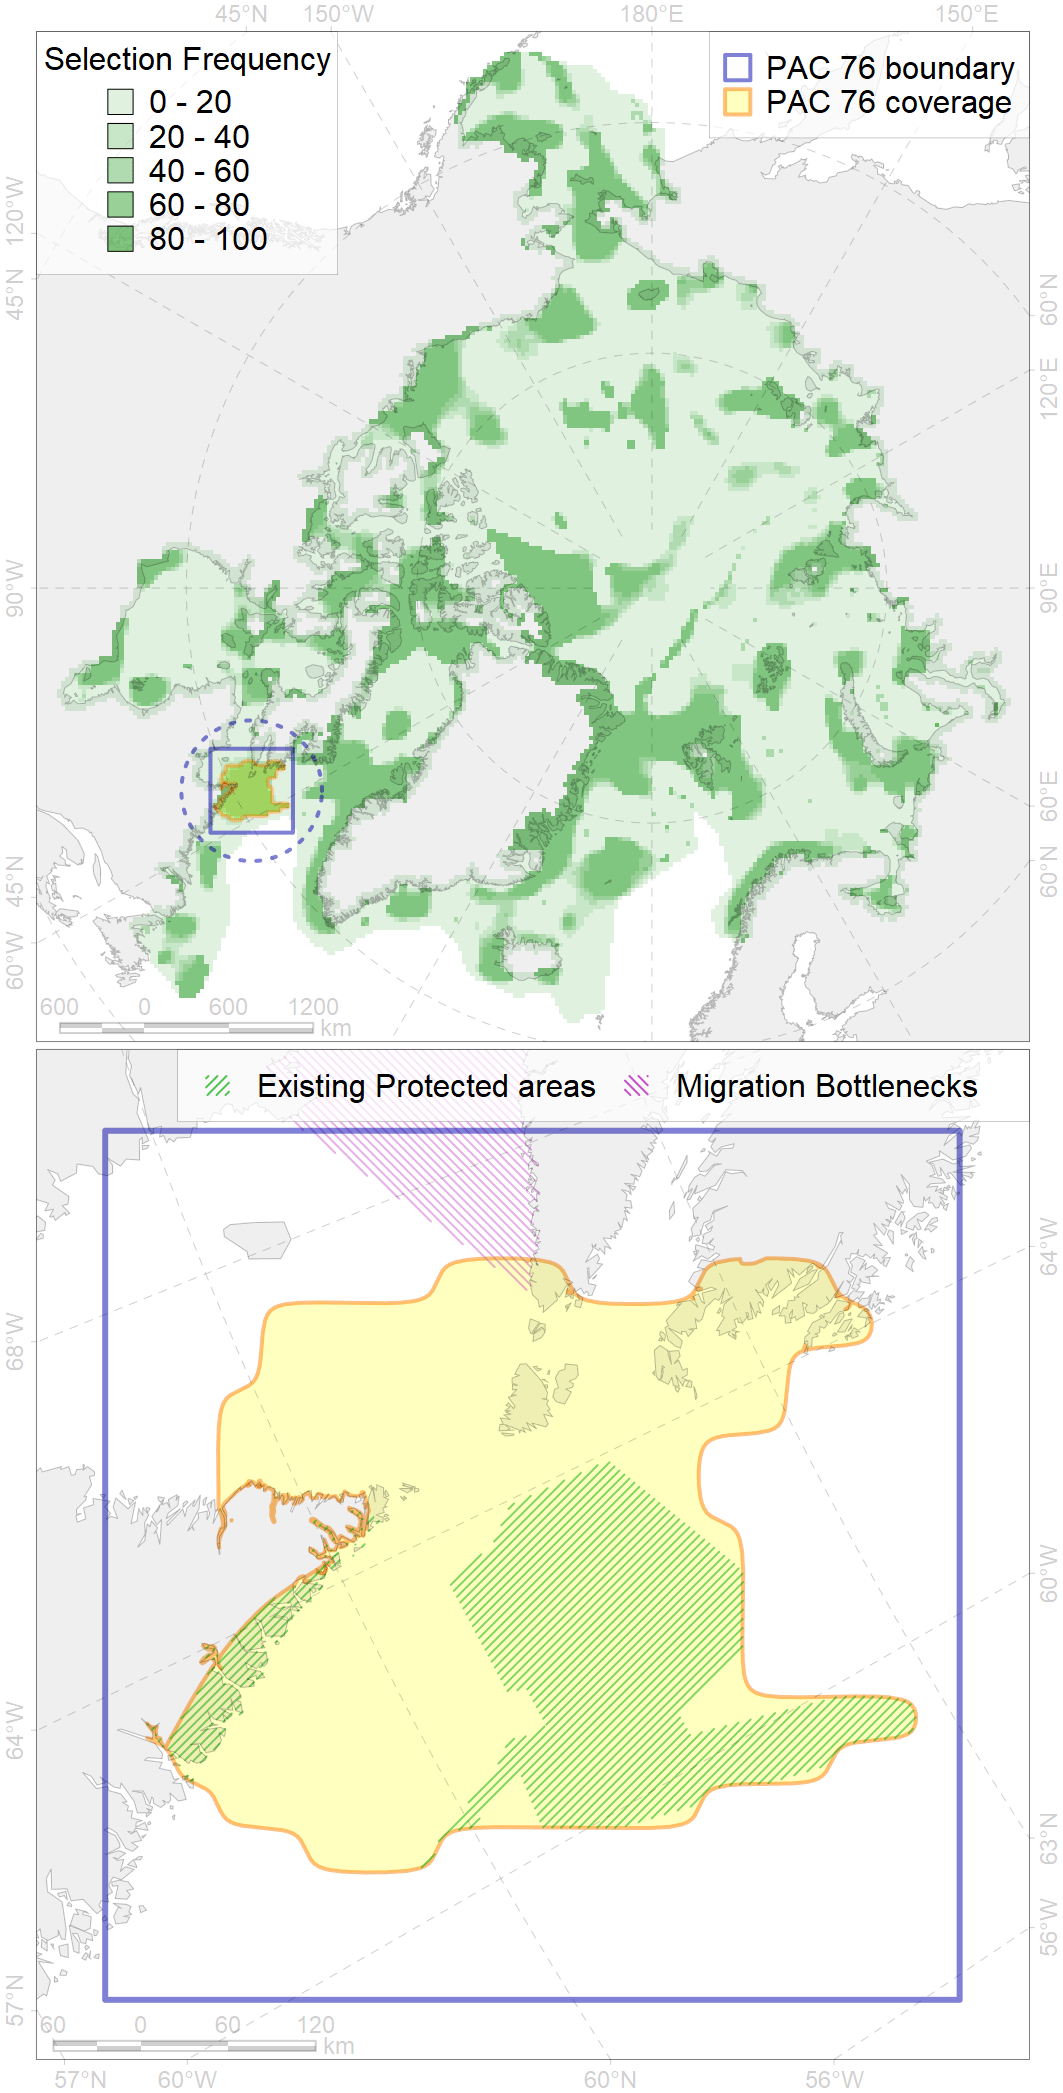 45°N 150°W 180°E 150°E
Selection Frequency
0 - 20
20 - 40
40 - 60
60 - 80
80 - 100
PAC 76 boundary
PAC 76 coverage
120°W
45°N
90°W
45°N
60°W
60°N
120°E
90°E
60°E
60°N
600 0 600 1200
km
Existing Protected areas
Migration Bottlenecks
68°W
64°W
57°N
64°W
60°W
63°N
56°W
60 0 60 120
km
57°N 60°W 60°N 56°W